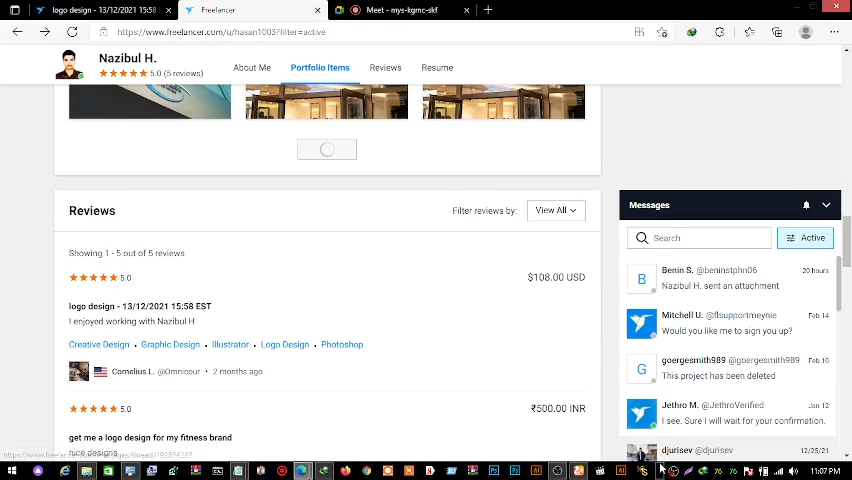 logo design - 13/12/2021 15:58
Freelancer
Meet - mys-kgmc-skf
https://www.freelancer.com/u/hasan1003?filter=active
Nazibul H.
5.0 (5 reviews)
About Me
Portfolio Items
Reviews
Resume
Reviews
Filter reviews by:
View All
Showing 1 - 5 out of 5 reviews
5.0
$108.00 USD
logo design - 13/12/2021 15:58 EST
I enjoyed working with Nazibul H
Creative Design • Graphic Design • Illustrator • Logo Design • Photoshop
Cornelius L. @Omnicour • 2 months ago
5.0
₹500.00 INR
get me a logo design for my fitness brand
nice designs
Messages
Search
Active
B
Benin S. @beninstphn06
20 hours
Nazibul H. sent an attachment
Mitchell U. @flsupportmeynie
Feb 14
Would you like me to sign you up?
G
goergesmith989 @goergesmith989
Feb 10
This project has been deleted
Jethro M. @JethroVerified
Jan 12
I see. Sure I will wait for your confirmation.
djurisev @djurisev
12/25/21
11:07 PM